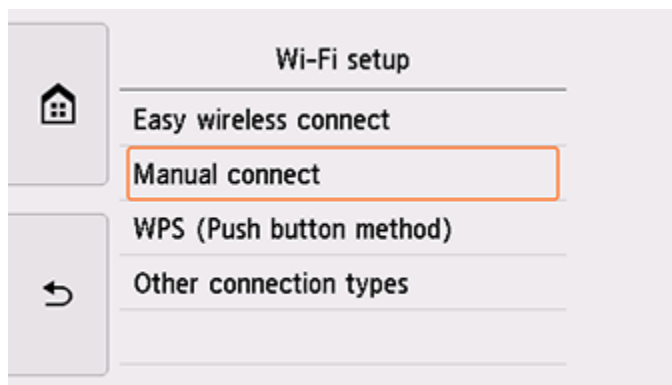 Wi-Fi setup
Easy wireless connect
Manual connect
WPS (Push button method)
Other connection types